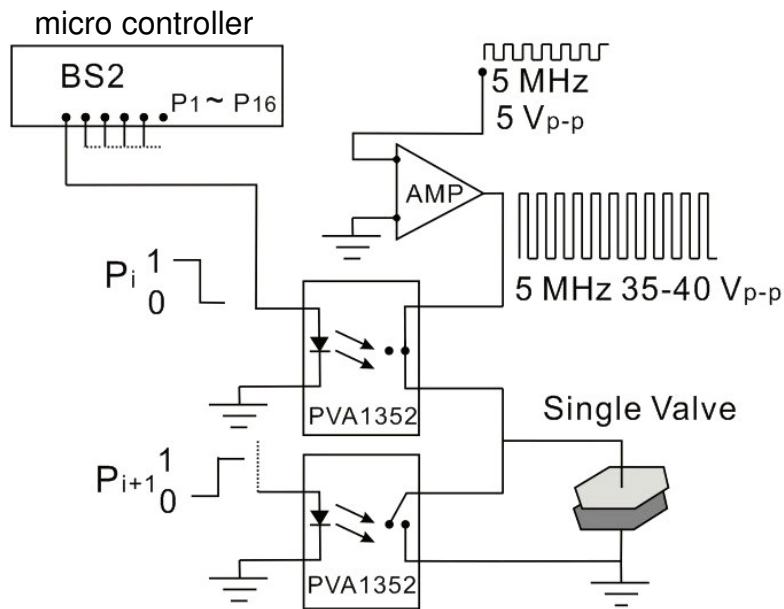 micro controller
BS2
P1 ~ P16
5 MHz
5 Vp-p
AMP
Pi 1
0
5 MHz 35-40 Vp-p
PVA1352
Single Valve
Pi+1 1
0
PVA1352